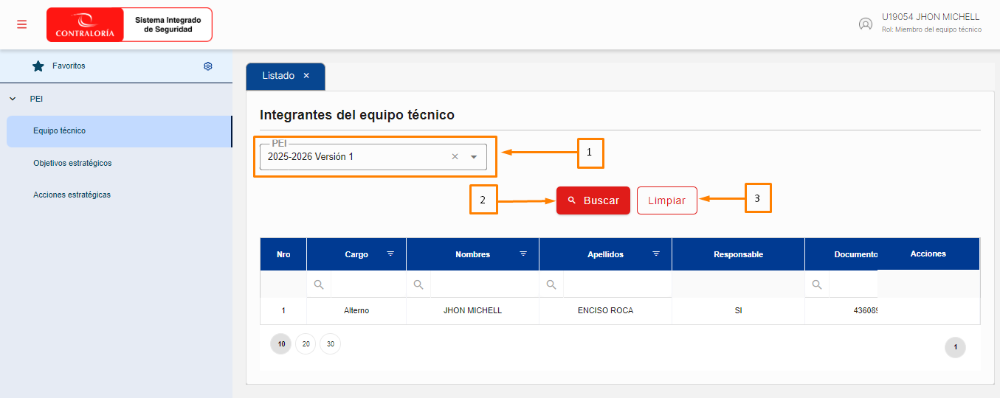 CONTRALORÍA
Sistema Integrado
de Seguridad
U19054 JHON MICHELL
Rol: Miembro del equipo técnico
Favoritos
PEI
Equipo técnico
Objetivos estratégicos
Acciones estratégicas
Listado ×
Integrantes del equipo técnico
PEI
2025-2026 Versión 1
1
2
Buscar
Limpiar
3
Nro Cargo Nombres Apellidos Responsable Documento Acciones
1 Alterno JHON MICHELL ENCISO ROCA SI 436089
10 20 30
1